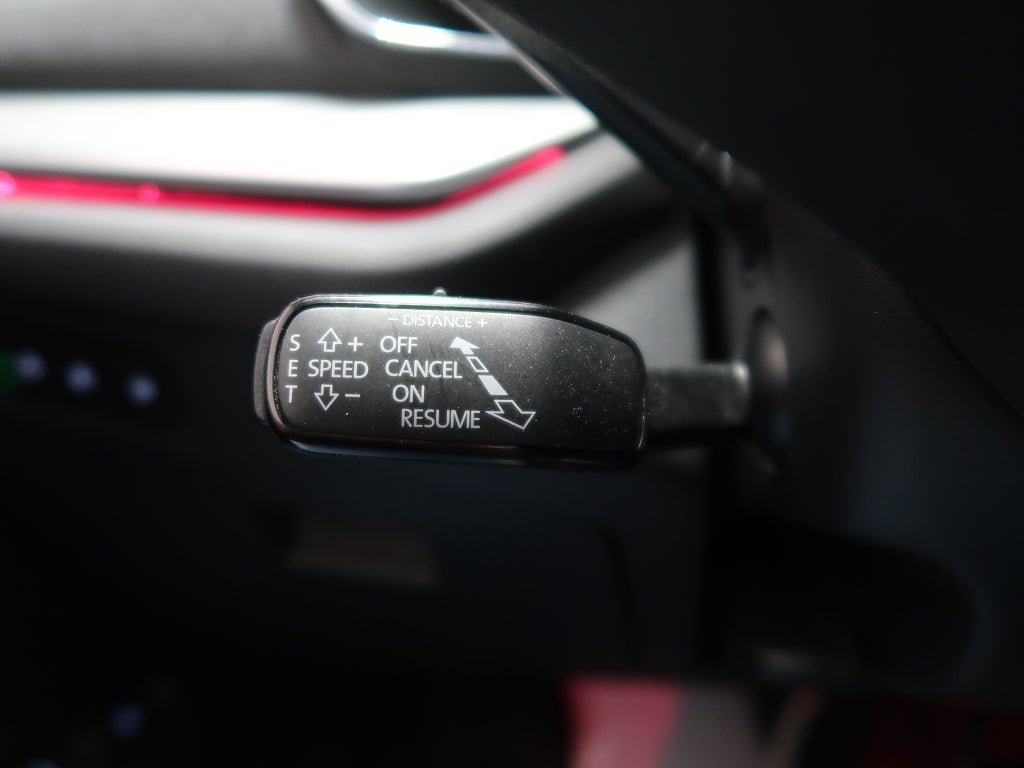 - DISTANCE +
S + OFF
E SPEED CANCEL
T - ON
RESUME